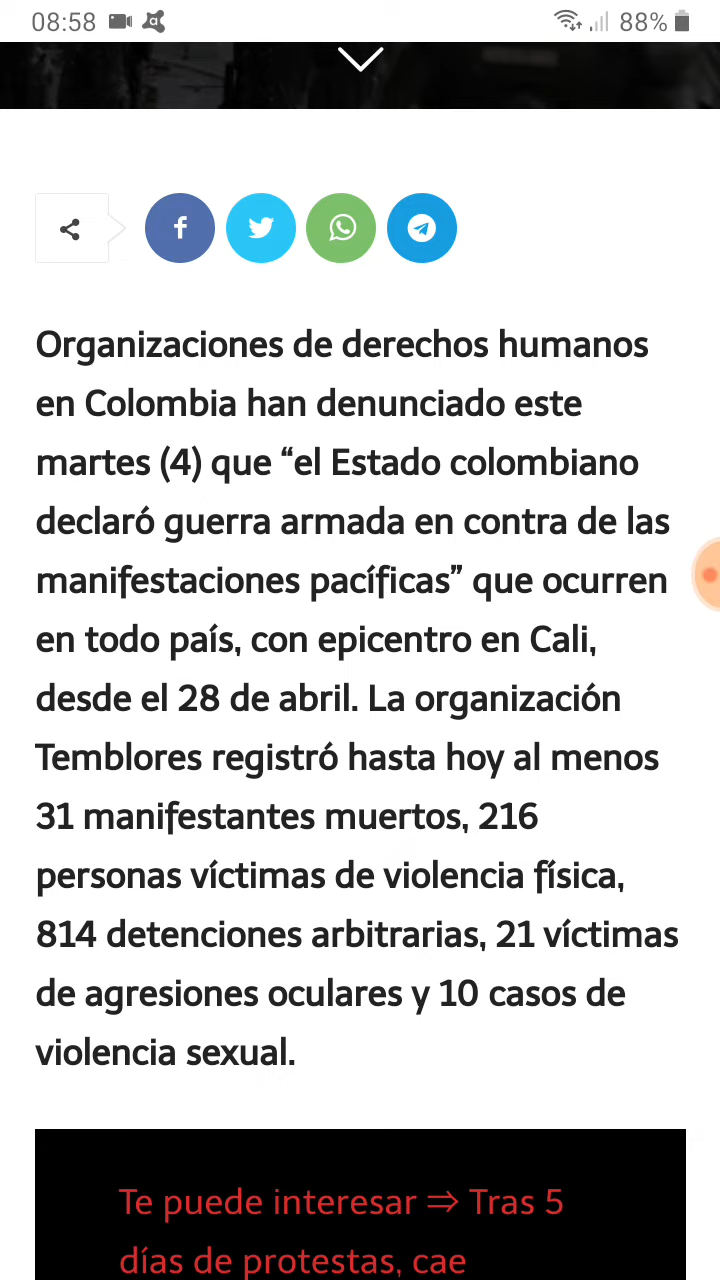 08:58
88%
Organizaciones de derechos humanos
en Colombia han denunciado este
martes (4) que “el Estado colombiano
declaró guerra armada en contra de las
manifestaciones pacíficas” que ocurren
en todo país, con epicentro en Cali,
desde el 28 de abril. La organización
Temblores registró hasta hoy al menos
31 manifestantes muertos, 216
personas víctimas de violencia física,
814 detenciones arbitrarias, 21 víctimas
de agresiones oculares y 10 casos de
violencia sexual.
Te puede interesar ⇒ Tras 5
días de protestas, cae